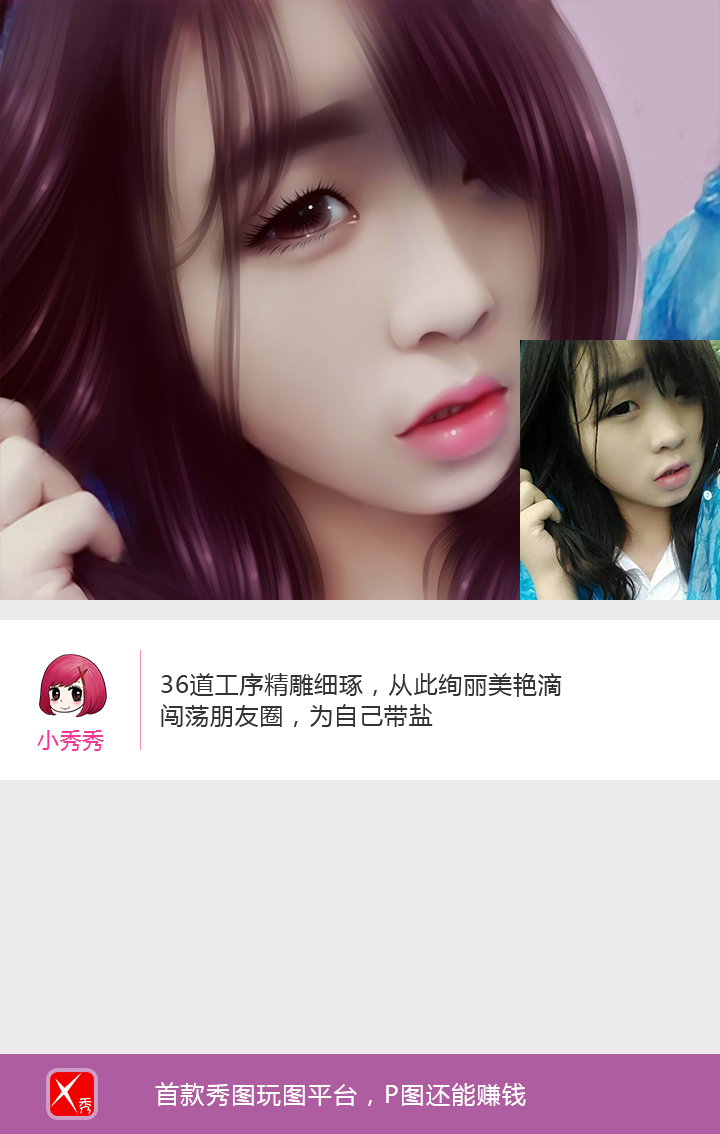 36道工序精雕细琢，从此绚丽美艳滴
闯荡朋友圈，为自己带盐
小秀秀
X秀
首款秀图玩图平台，P图还能赚钱